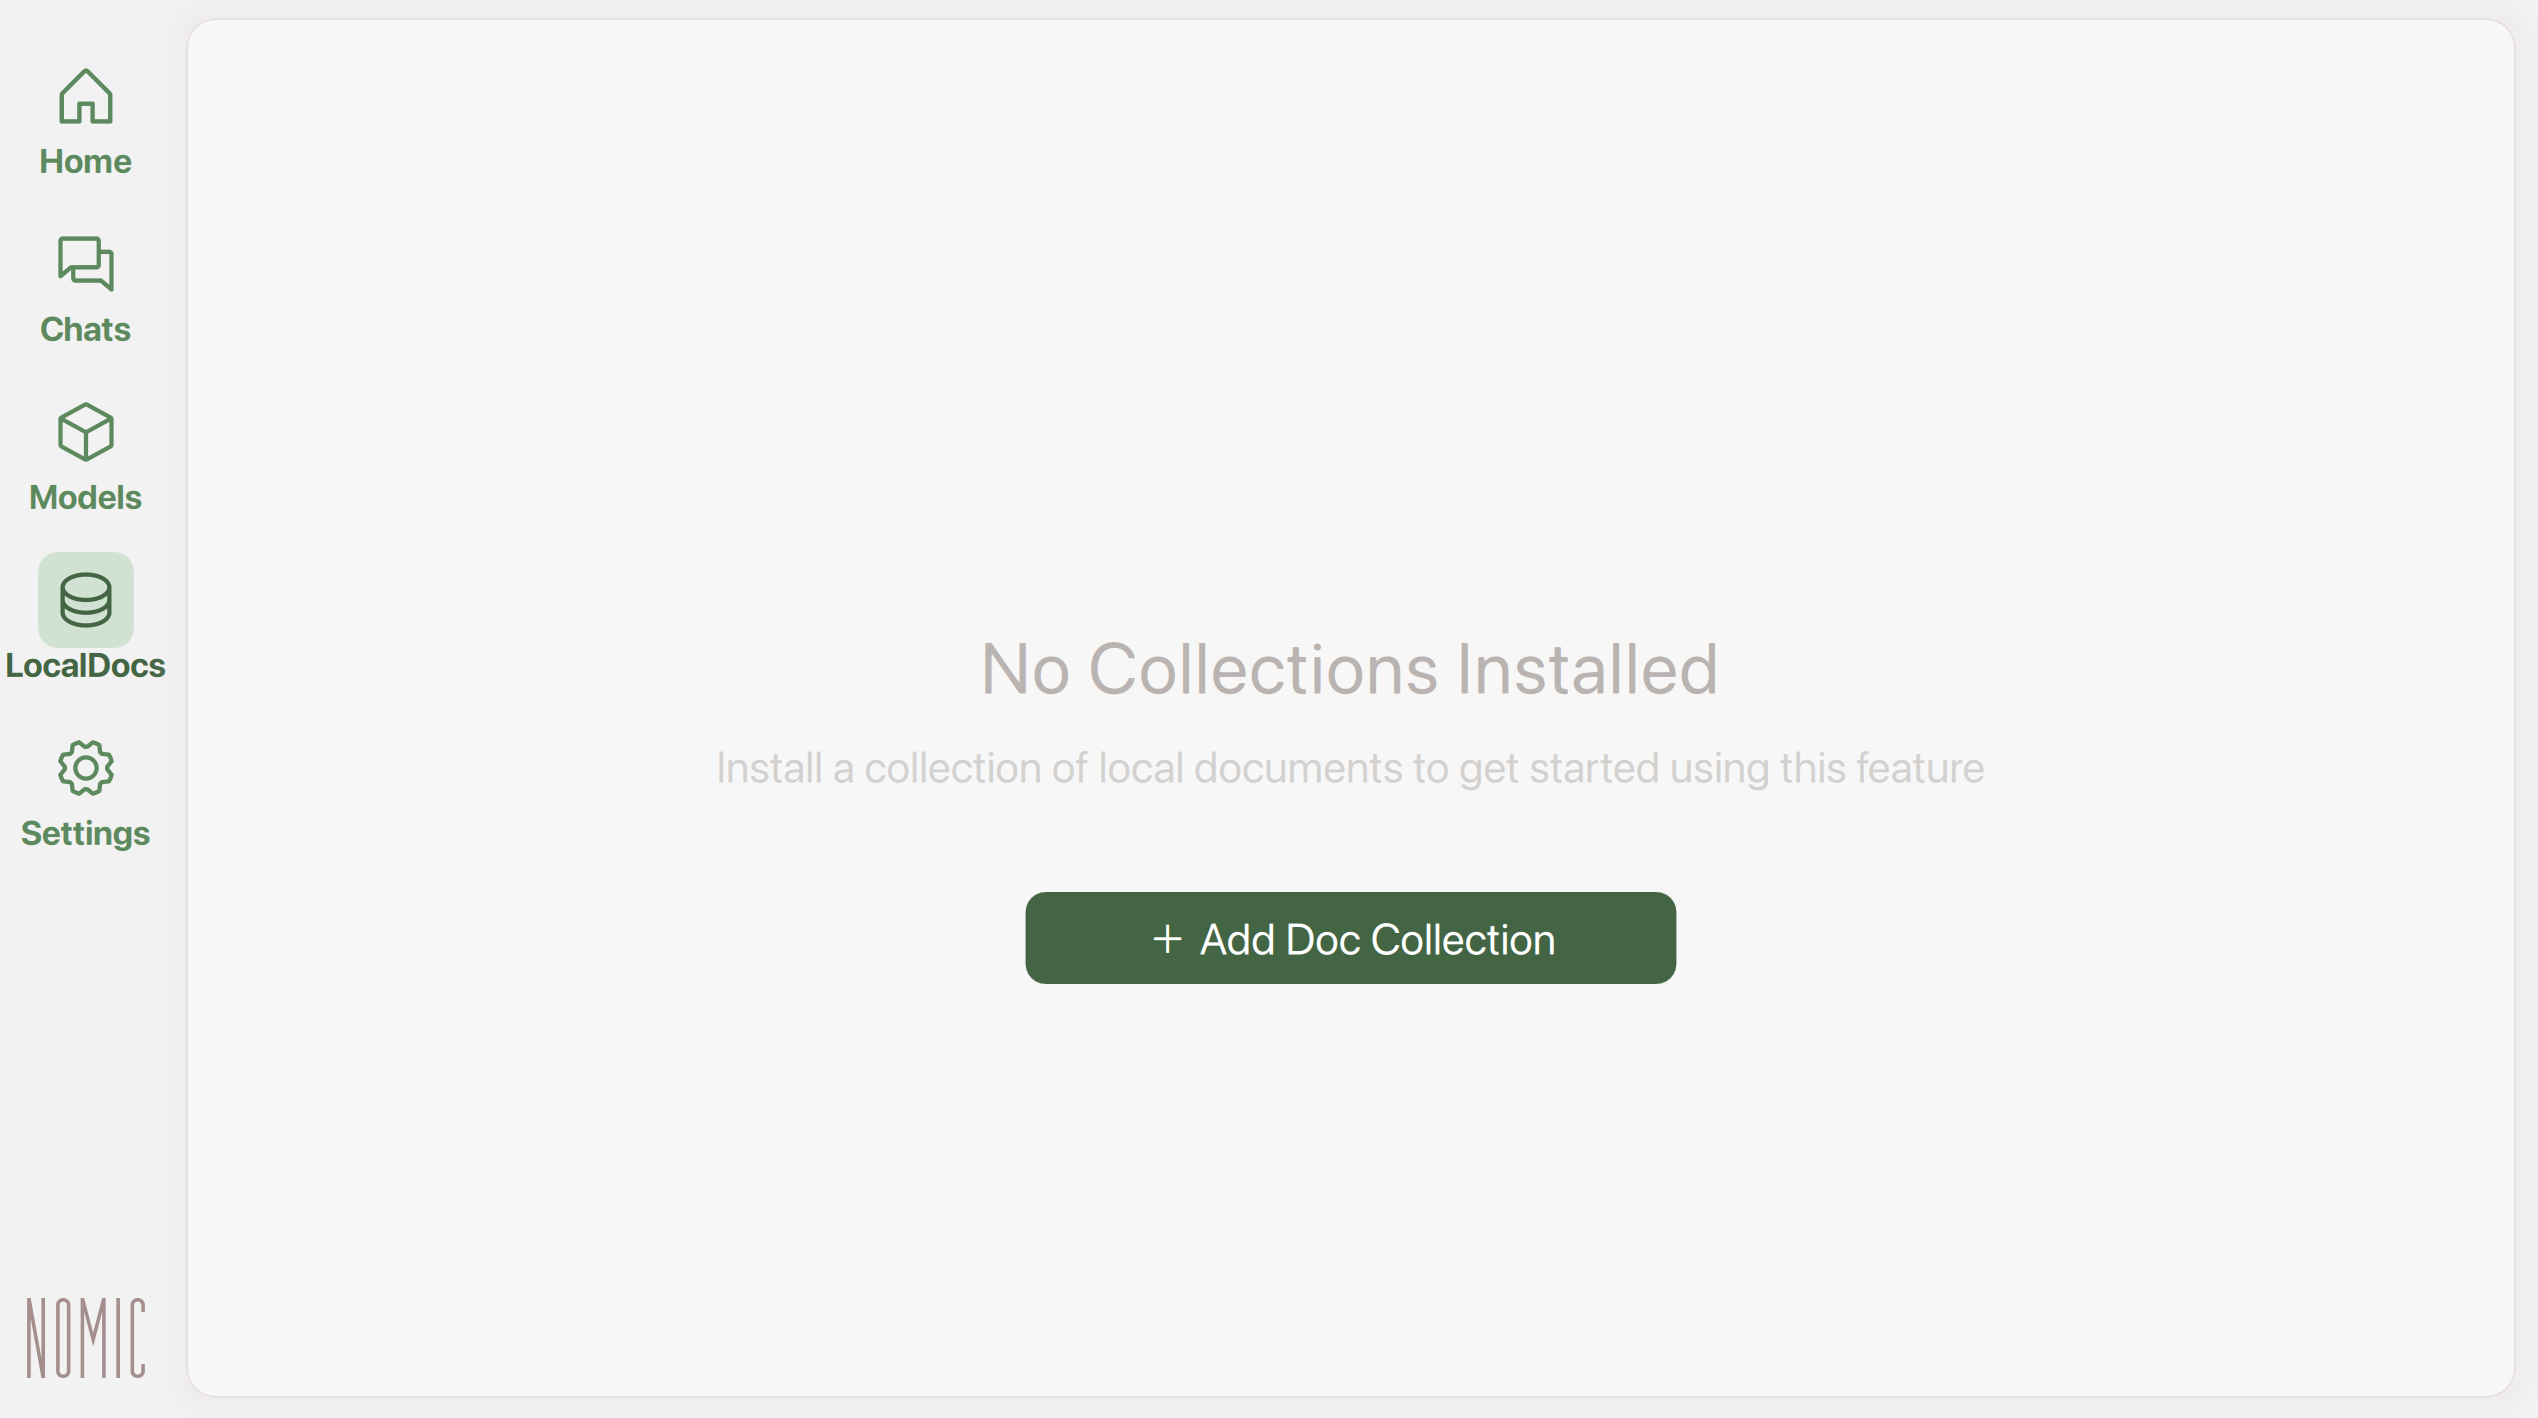 Home
Chats
Models
LocalDocs
Settings
NOMIC
No Collections Installed
Install a collection of local documents to get started using this feature
+ Add Doc Collection